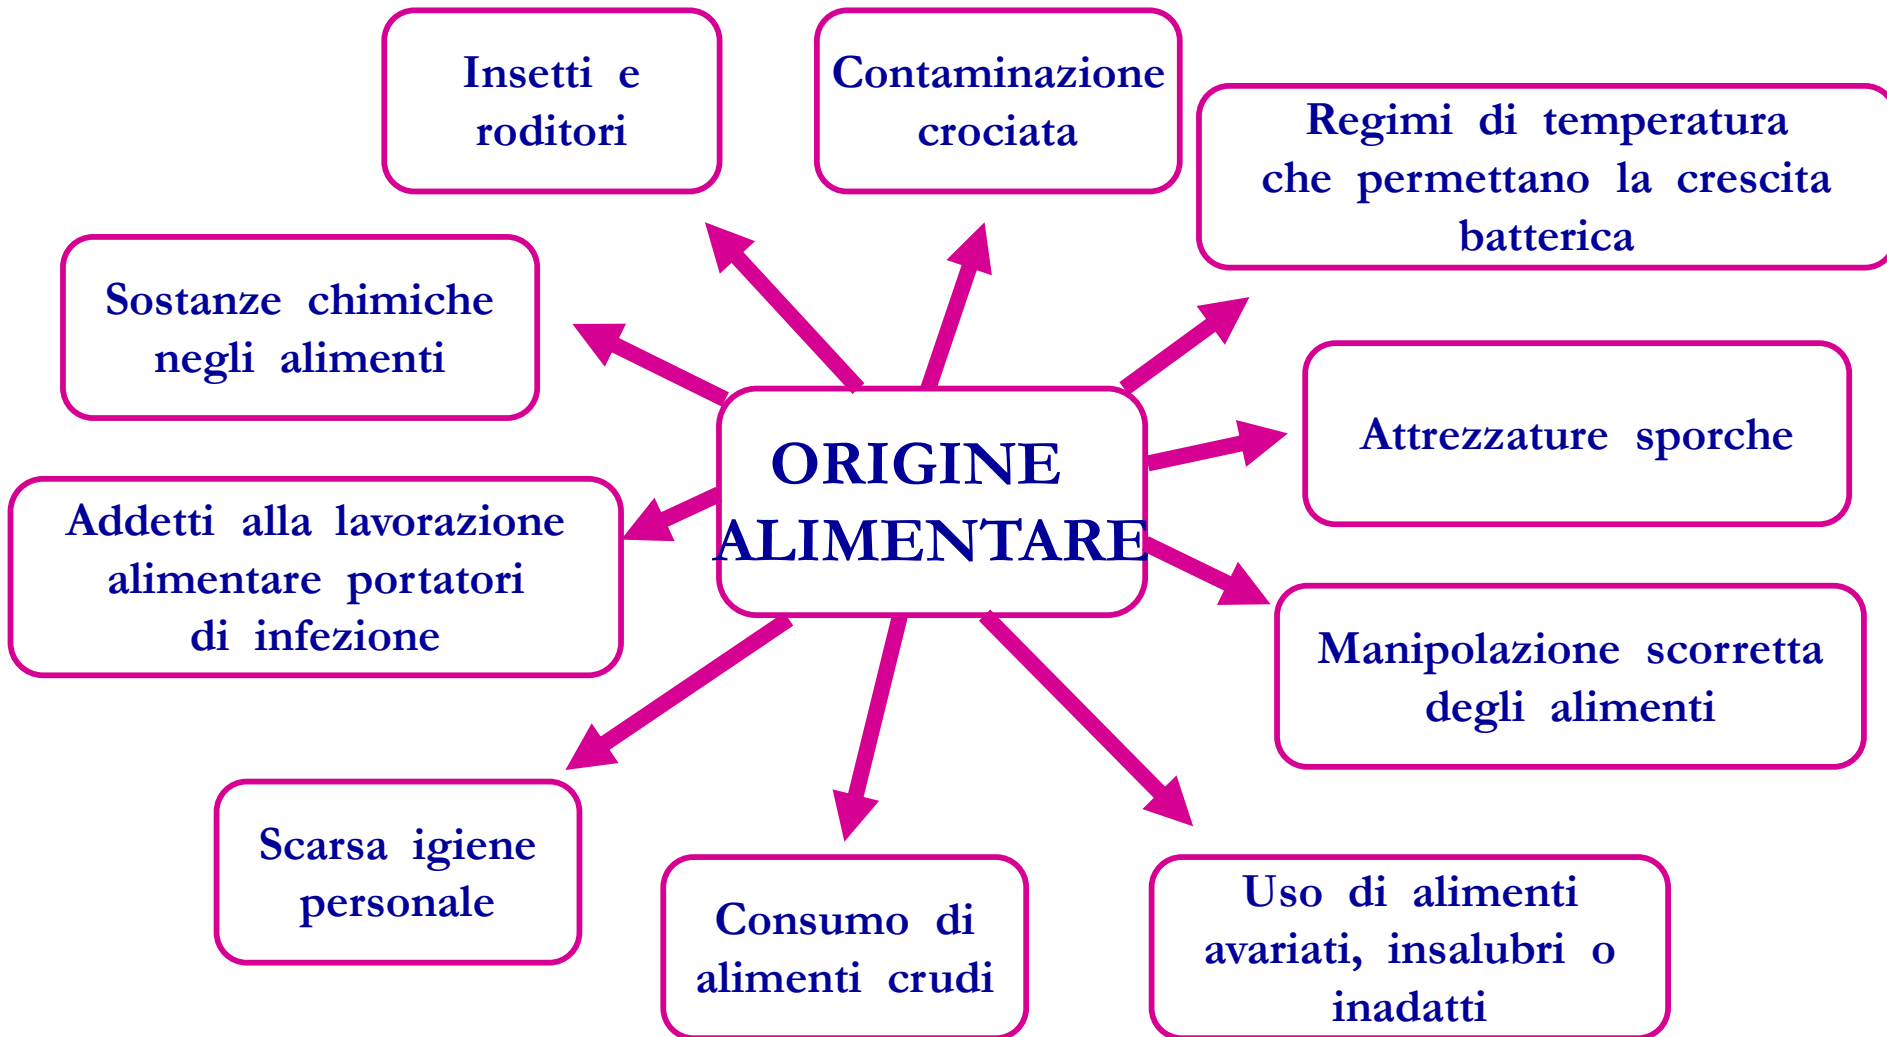 Insetti e
roditori
Contaminazione
crociata
Regimi di temperatura
che permettano la crescita
batterica
Sostanze chimiche
negli alimenti
Attrezzature sporche
ORIGINE
ALIMENTARE
Addetti alla lavorazione
alimentare portatori
di infezione
Manipolazione scorretta
degli alimenti
Scarsa igiene
personale
Consumo di
alimenti crudi
Uso di alimenti
avariati, insalubri o
inadatti